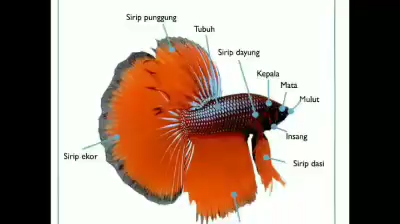 Sirip punggung
Tubuh
Sirip dayung
Kepala
Mata
Mulut
Insang
Sirip dasi
Sirip ekor